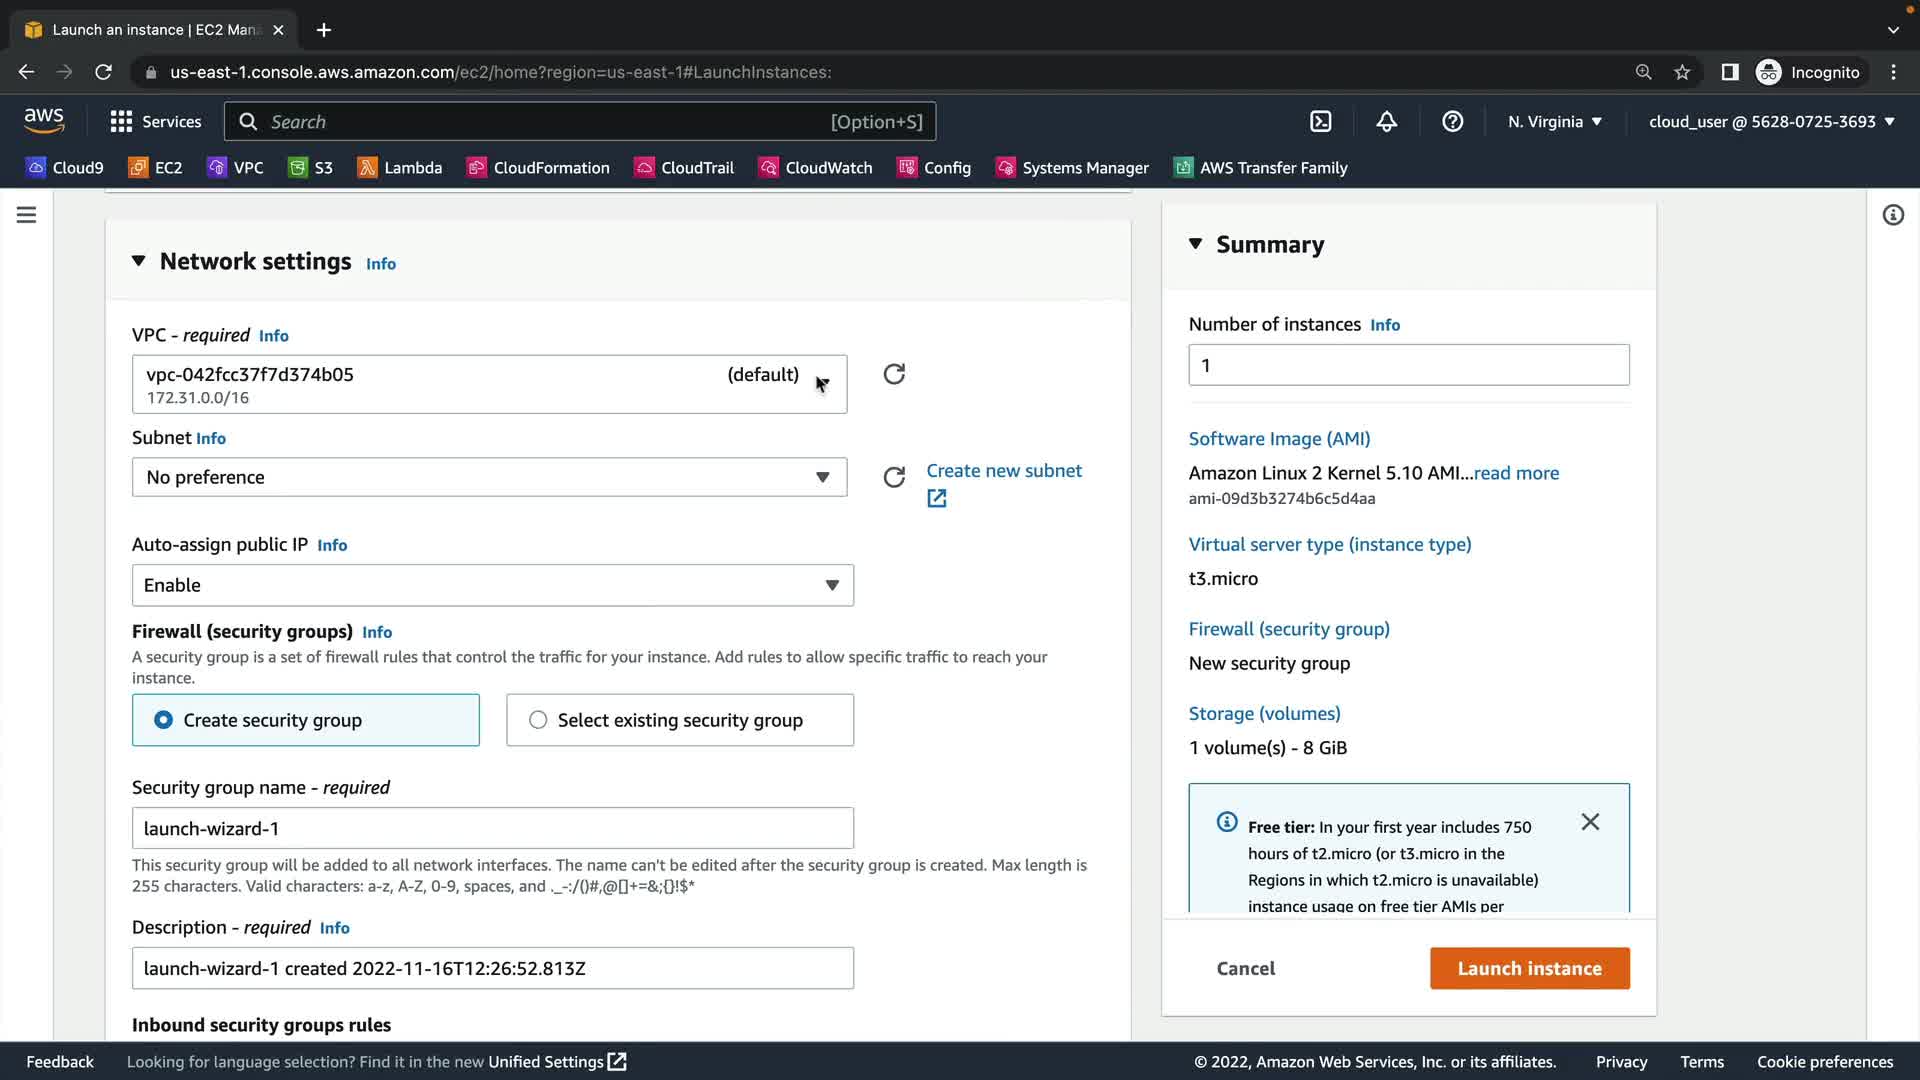 Launch an instance | EC2 Mana
us-east-1.console.aws.amazon.com/ec2/home?region=us-east-1#LaunchInstances:
Incognito
aws
Services
Search
[Option+S]
N. Virginia
cloud_user @ 5628-0725-3693
Cloud9
EC2
VPC
S3
Lambda
CloudFormation
CloudTrail
CloudWatch
Config
Systems Manager
AWS Transfer Family
Network settings Info
VPC - required Info
vpc-042fcc37f7d374b05 (default)
172.31.0.0/16
Subnet Info
No preference
Create new subnet
Auto-assign public IP Info
Enable
Firewall (security groups) Info
A security group is a set of firewall rules that control the traffic for your instance. Add rules to allow specific traffic to reach your
instance.
Create security group
Select existing security group
Security group name - required
launch-wizard-1
This security group will be added to all network interfaces. The name can't be edited after the security group is created. Max length is
255 characters. Valid characters: a-z, A-Z, 0-9, spaces, and ._-:/()#,@[]+=&;{}!$*
Description - required Info
launch-wizard-1 created 2022-11-16T12:26:52.813Z
Inbound security groups rules
Summary
Number of instances Info
1
Software Image (AMI)
Amazon Linux 2 Kernel 5.10 AMI...read more
ami-09d3b3274b6c5d4aa
Virtual server type (instance type)
t3.micro
Firewall (security group)
New security group
Storage (volumes)
1 volume(s) - 8 GiB
Free tier: In your first year includes 750
hours of t2.micro (or t3.micro in the
Regions in which t2.micro is unavailable)
instance usage on free tier AMIs per
Cancel
Launch instance
Feedback
Looking for language selection? Find it in the new Unified Settings
© 2022, Amazon Web Services, Inc. or its affiliates.
Privacy
Terms
Cookie preferences